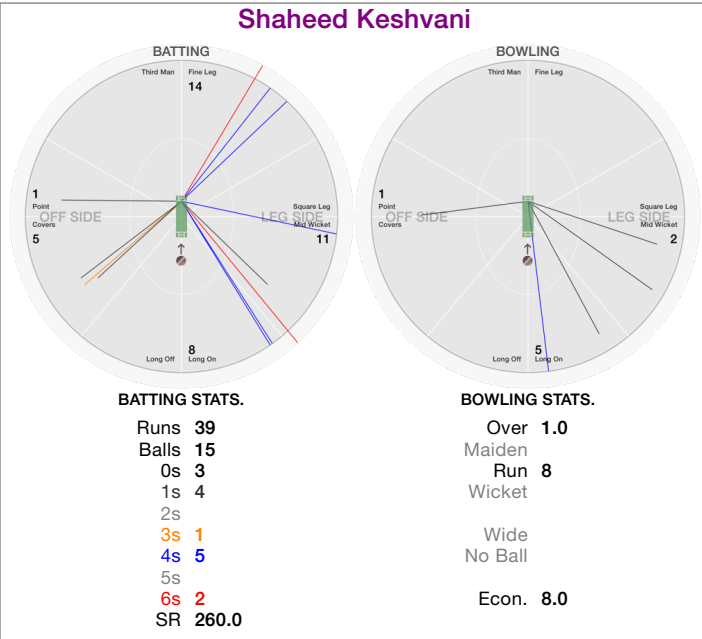 Shaheed Keshvani
BATTING
Third Man Fine Leg
14
1
Point
OFF SIDE
Covers
5
Square Leg
LEG SIDE
Mid Wicket
11
8
Long Off Long On
BATTING STATS.
Runs 39
Balls 15
0s 3
1s 4
2s
3s 1
4s 5
5s
6s 2
SR 260.0
BOWLING
Third Man Fine Leg
1
Point
OFF SIDE
Covers
Square Leg
LEG SIDE
Mid Wicket
2
5
Long Off Long On
BOWLING STATS.
Over 1.0
Maiden
Run 8
Wicket
Wide
No Ball
Econ. 8.0